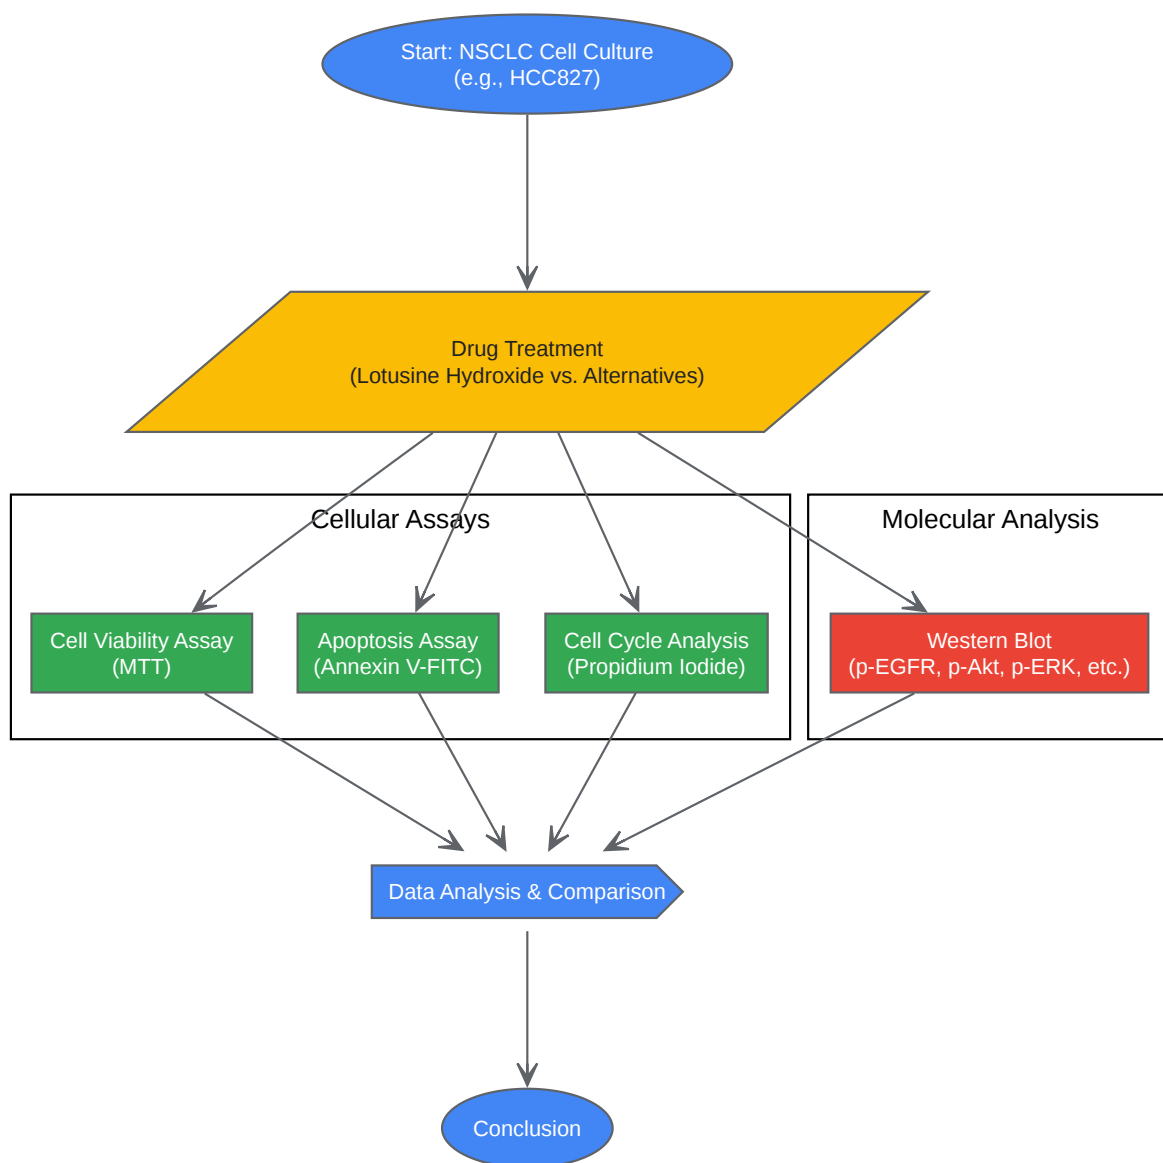 Start: NSCLC Cell Culture
(e.g., HCC827)
Drug Treatment
(Lotusine Hydroxide vs. Alternatives)
Cellular Assays
Molecular Analysis
Cell Viability Assay
(MTT)
Apoptosis Assay
(Annexin V-FITC)
Cell Cycle Analysis
(Propidium Iodide)
Western Blot
(p-EGFR, p-Akt, p-ERK, etc.)
Data Analysis & Comparison
Conclusion